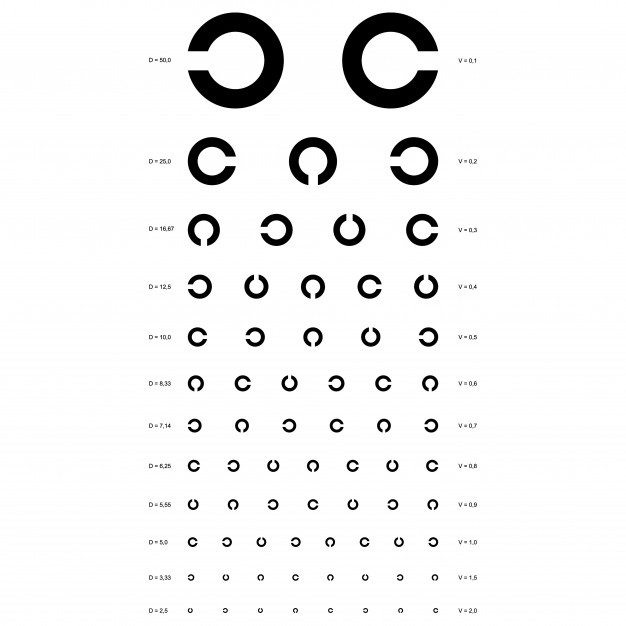 D = 50,0 V = 0,1
D = 25,0 V = 0,2
D = 16,67 V = 0,3
D = 12,5 V = 0,4
D = 10,0 V = 0,5
D = 8,33 V = 0,6
D = 7,14 V = 0,7
D = 6,25 V = 0,8
D = 5,55 V = 0,9
D = 5,0 V = 1,0
D = 3,33 V = 1,5
D = 2,5 V = 2,0